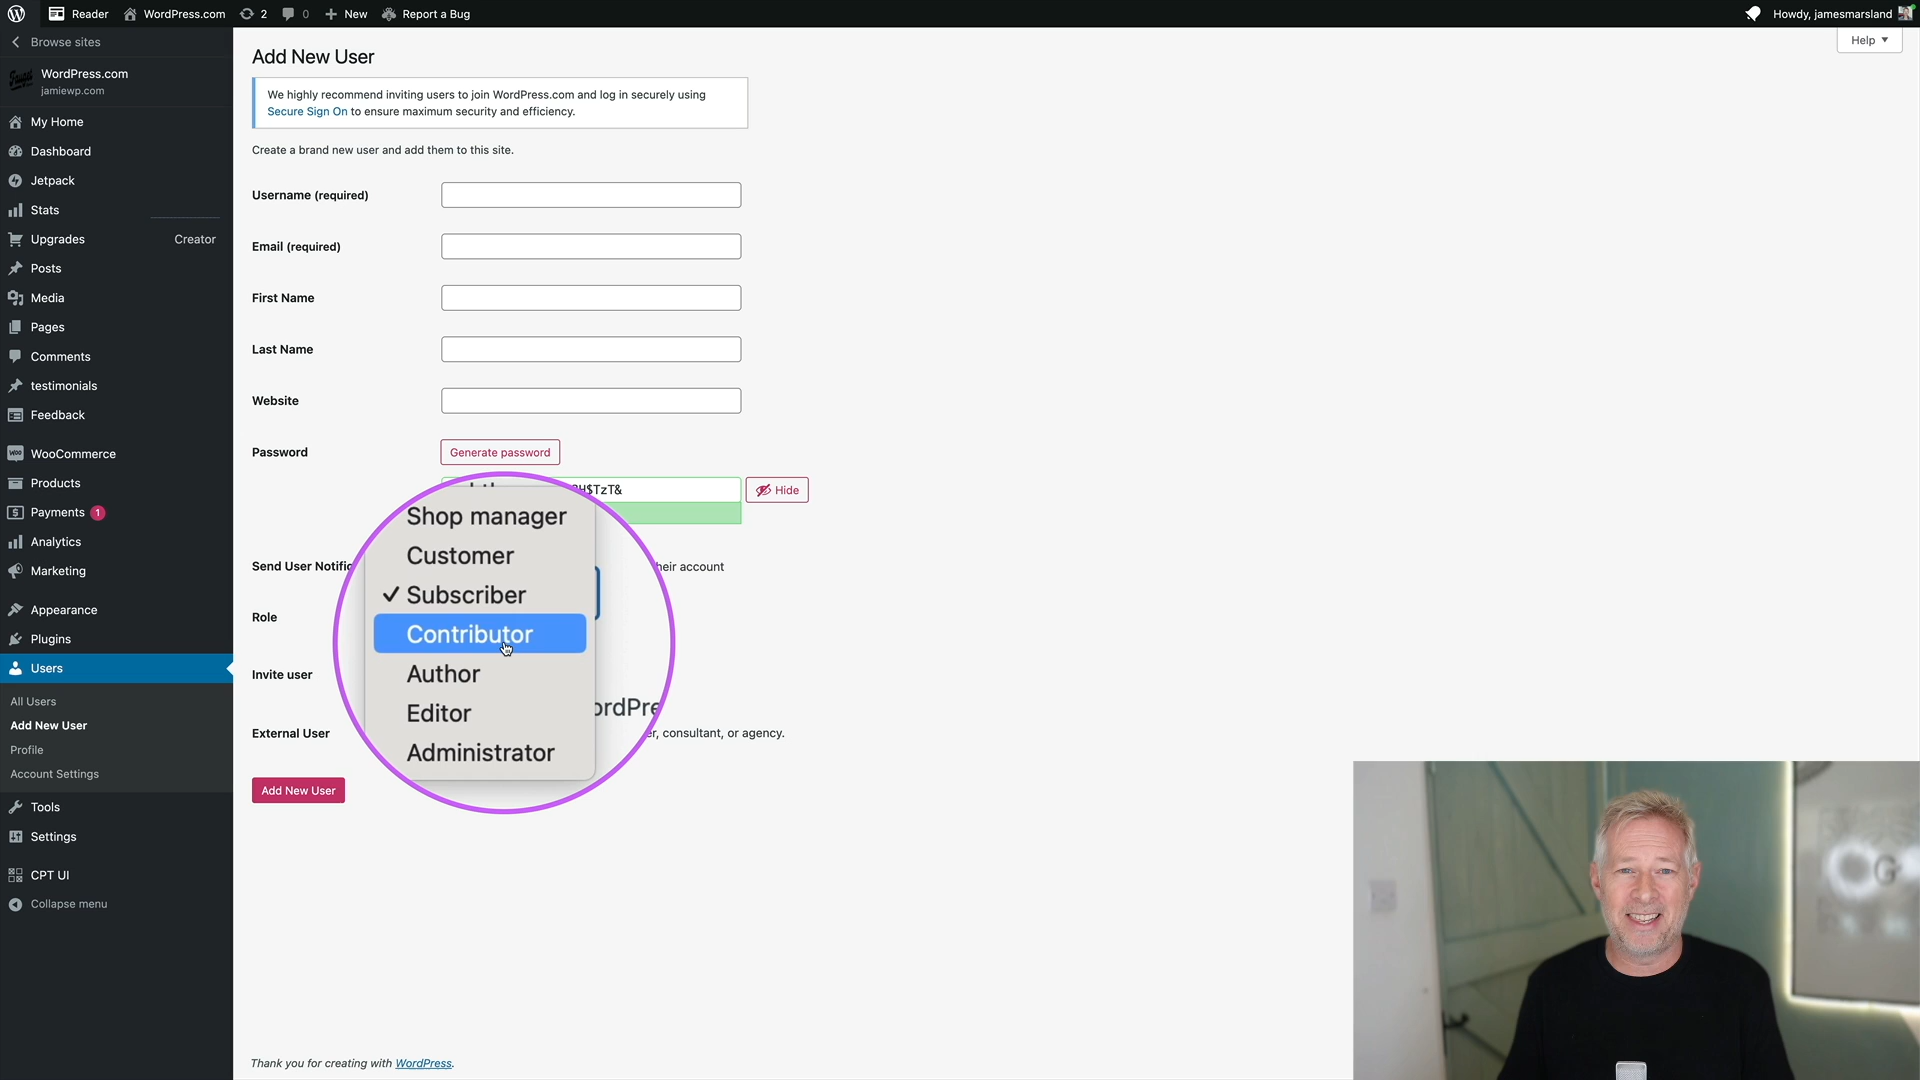 Reader
WordPress.com
2
0
New
Report a Bug
Howdy, jamesmarsland
Browse sites
WordPress.com
jamiewp.com
My Home
Dashboard
Jetpack
Stats
Upgrades
Creator
Posts
Media
Pages
Comments
testimonials
Feedback
WooCommerce
Products
Payments 1
Analytics
Marketing
Appearance
Plugins
Users
All Users
Add New User
Profile
Account Settings
Tools
Settings
CPT UI
Collapse menu
Help
Add New User
We highly recommend inviting users to join WordPress.com and log in securely using
Secure Sign On to ensure maximum security and efficiency.
Create a brand new user and add them to this site.
Username (required)
Email (required)
First Name
Last Name
Website
Password
Generate password
H$TzT&
Hide
Send User Notific
heir account
Role
Shop manager
Customer
✓ Subscriber
Contributor
Author
Editor
Administrator
Invite user
ordPre
External User
r, consultant, or agency.
Add New User
Thank you for creating with WordPress.